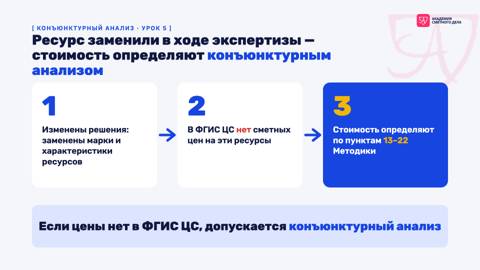 [ КОНЪЮНКТУРНЫЙ АНАЛИЗ · УРОК 5 ]
АКАДЕМИЯ
СМЕТНОГО ДЕЛА
Ресурс заменили в ходе экспертизы —
стоимость определяют конъюнктурным
анализом
1
Изменены решения:
заменены марки и
характеристики
ресурсов
2
В ФГИС ЦС нет сметных
цен на эти ресурсы
3
Стоимость определяют
по пунктам 13–22
Методики
Если цены нет в ФГИС ЦС, допускается конъюнктурный анализ